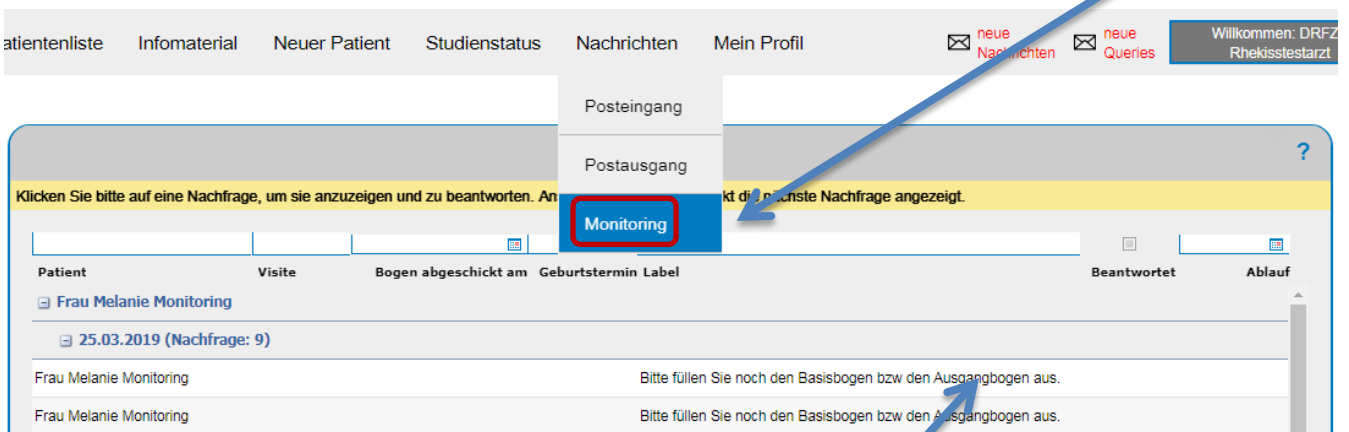 atientenliste Infomaterial Neuer Patient Studienstatus Nachrichten Mein Profil neue Nachrichten neue Queries Willkommen: DRFZ Rhekisstestarzt
Posteingang
?
Postausgang
Klicken Sie bitte auf eine Nachfrage, um sie anzuzeigen und zu beantworten. An kt die nächste Nachfrage angezeigt.
Monitoring
Patient Visite Bogen abgeschickt am Geburtstermin Label Beantwortet Ablauf
Frau Melanie Monitoring
25.03.2019 (Nachfrage: 9)
Frau Melanie Monitoring Bitte füllen Sie noch den Basisbogen bzw den Ausgangbogen aus.
Frau Melanie Monitoring Bitte füllen Sie noch den Basisbogen bzw den Ausgangbogen aus.